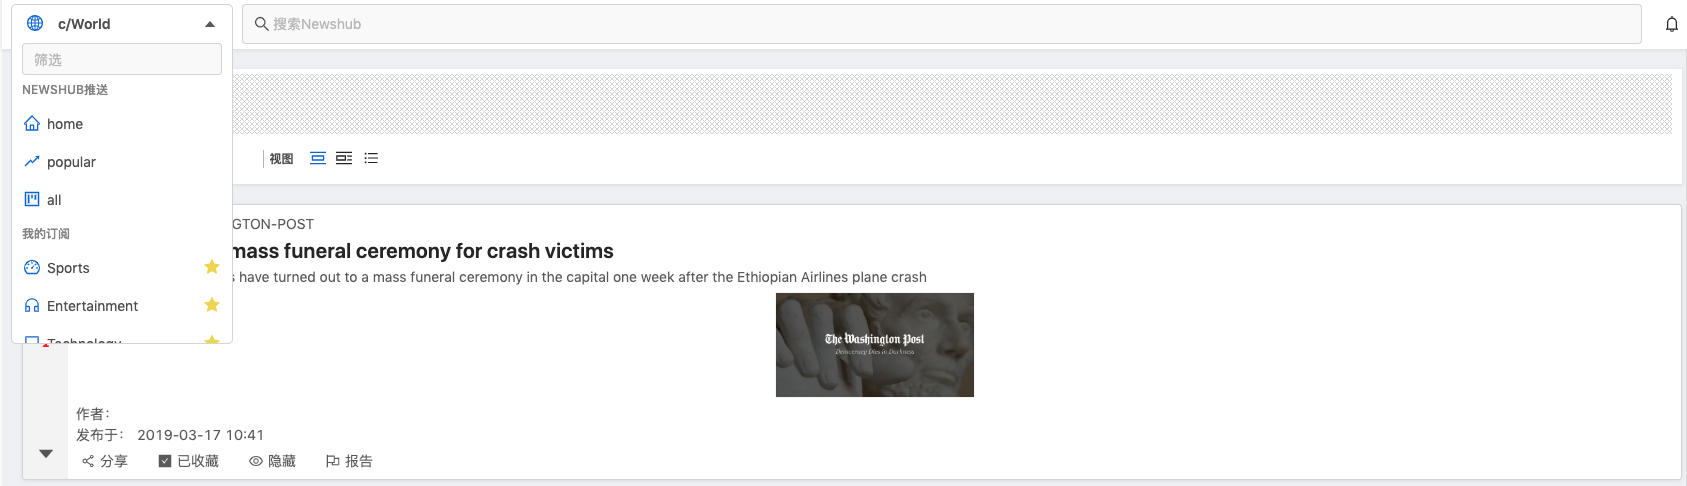 c/World
搜索Newshub
筛选
NEWSHUB推送
home
popular
all
我的订阅
Sports
Entertainment
Technology
视图
GTON-POST
mass funeral ceremony for crash victims
s have turned out to a mass funeral ceremony in the capital one week after the Ethiopian Airlines plane crash
The Washington Post
Democracy Dies in Darkness
作者：
发布于： 2019-03-17 10:41
分享 已收藏 隐藏 报告